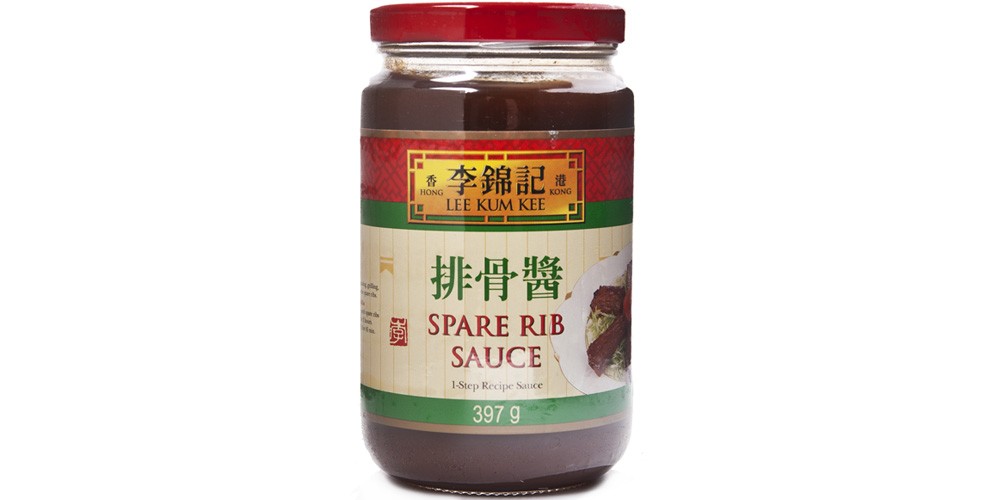 香 李錦記 港
HONG KONG
LEE KUM KEE
排骨醬
SPARE RIB
SAUCE
1-Step Recipe Sauce
397 g
李